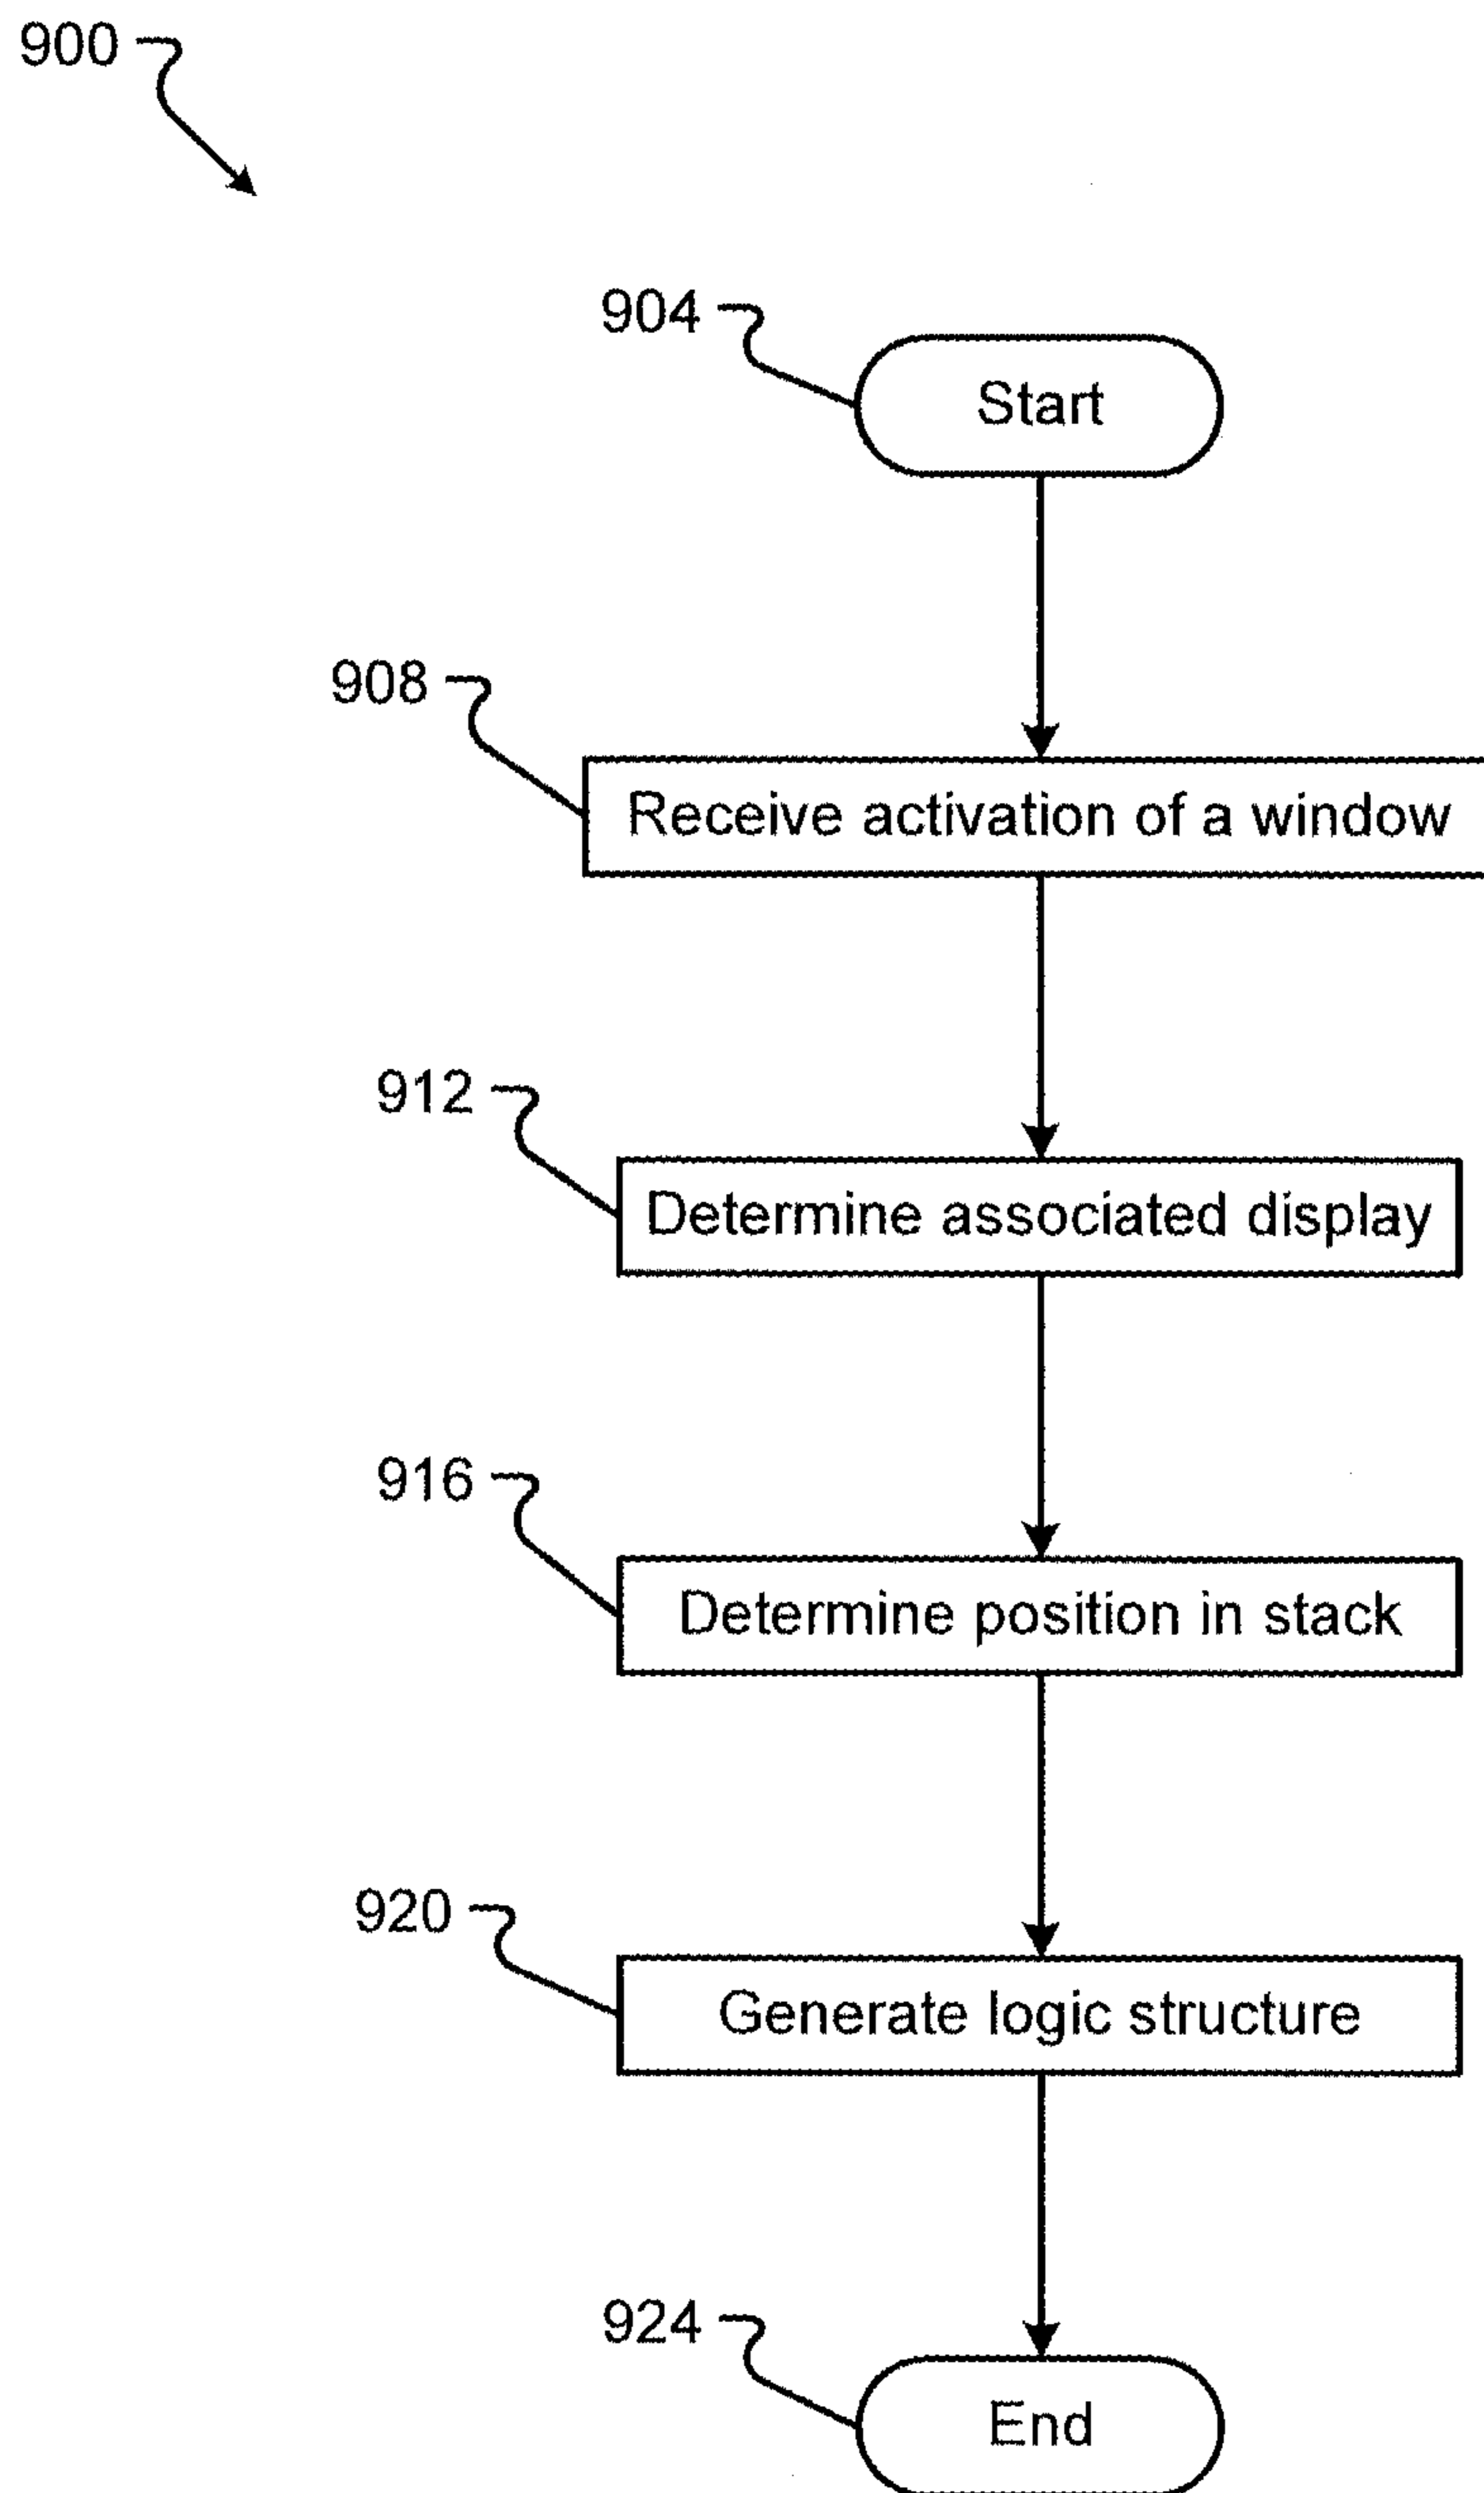 900
904
Start
908
Receive activation of a window
912
Determine associated display
916
Determine position in stack
920
Generate logic structure
924
End